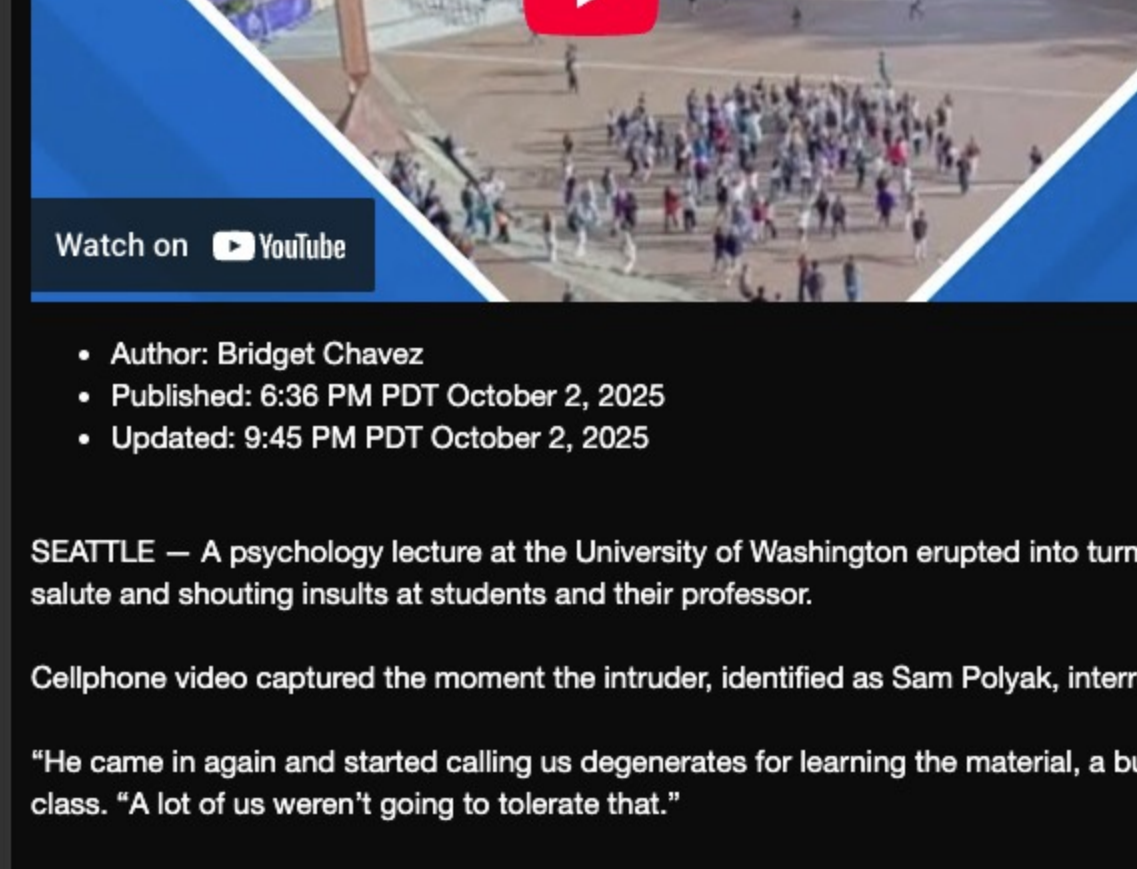 Watch on YouTube
Author: Bridget Chavez
Published: 6:36 PM PDT October 2, 2025
Updated: 9:45 PM PDT October 2, 2025
SEATTLE — A psychology lecture at the University of Washington erupted into turn
salute and shouting insults at students and their professor.
Cellphone video captured the moment the intruder, identified as Sam Polyak, interr
“He came in again and started calling us degenerates for learning the material, a bu
class. “A lot of us weren’t going to tolerate that.”